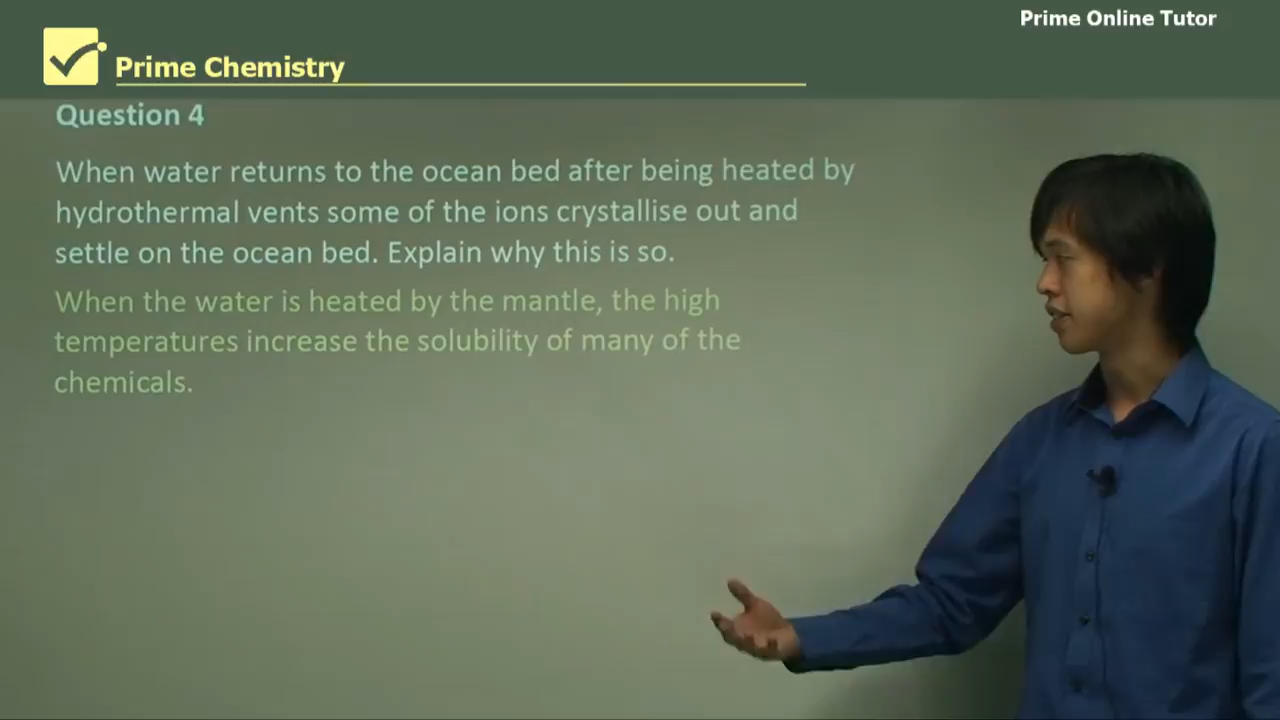 Prime Online Tutor
Prime Chemistry
Question 4
When water returns to the ocean bed after being heated by
hydrothermal vents some of the ions crystallise out and
settle on the ocean bed. Explain why this is so.
When the water is heated by the mantle, the high
temperatures increase the solubility of many of the
chemicals.